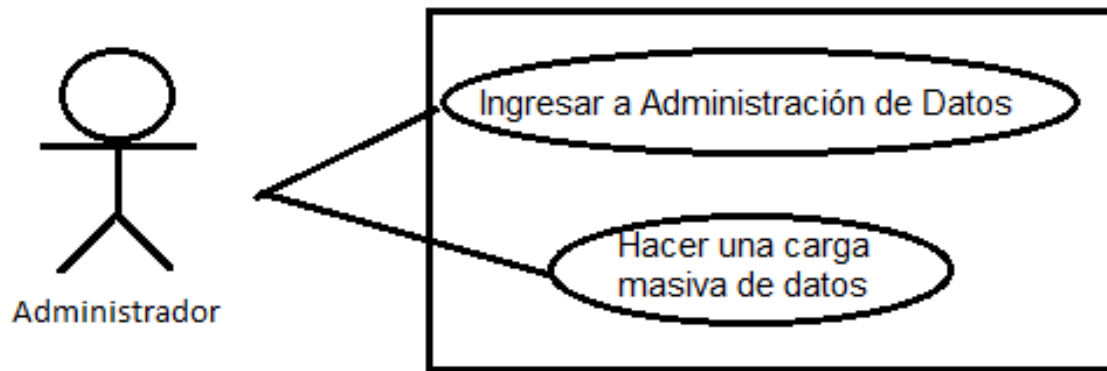 Ingresar a Administración de Datos
Hacer una carga
masiva de datos
Administrador